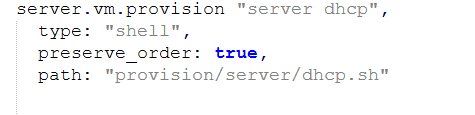 server.vm.provision "server dhcp",
type: "shell",
preserve_order: true,
path: "provision/server/dhcp.sh"